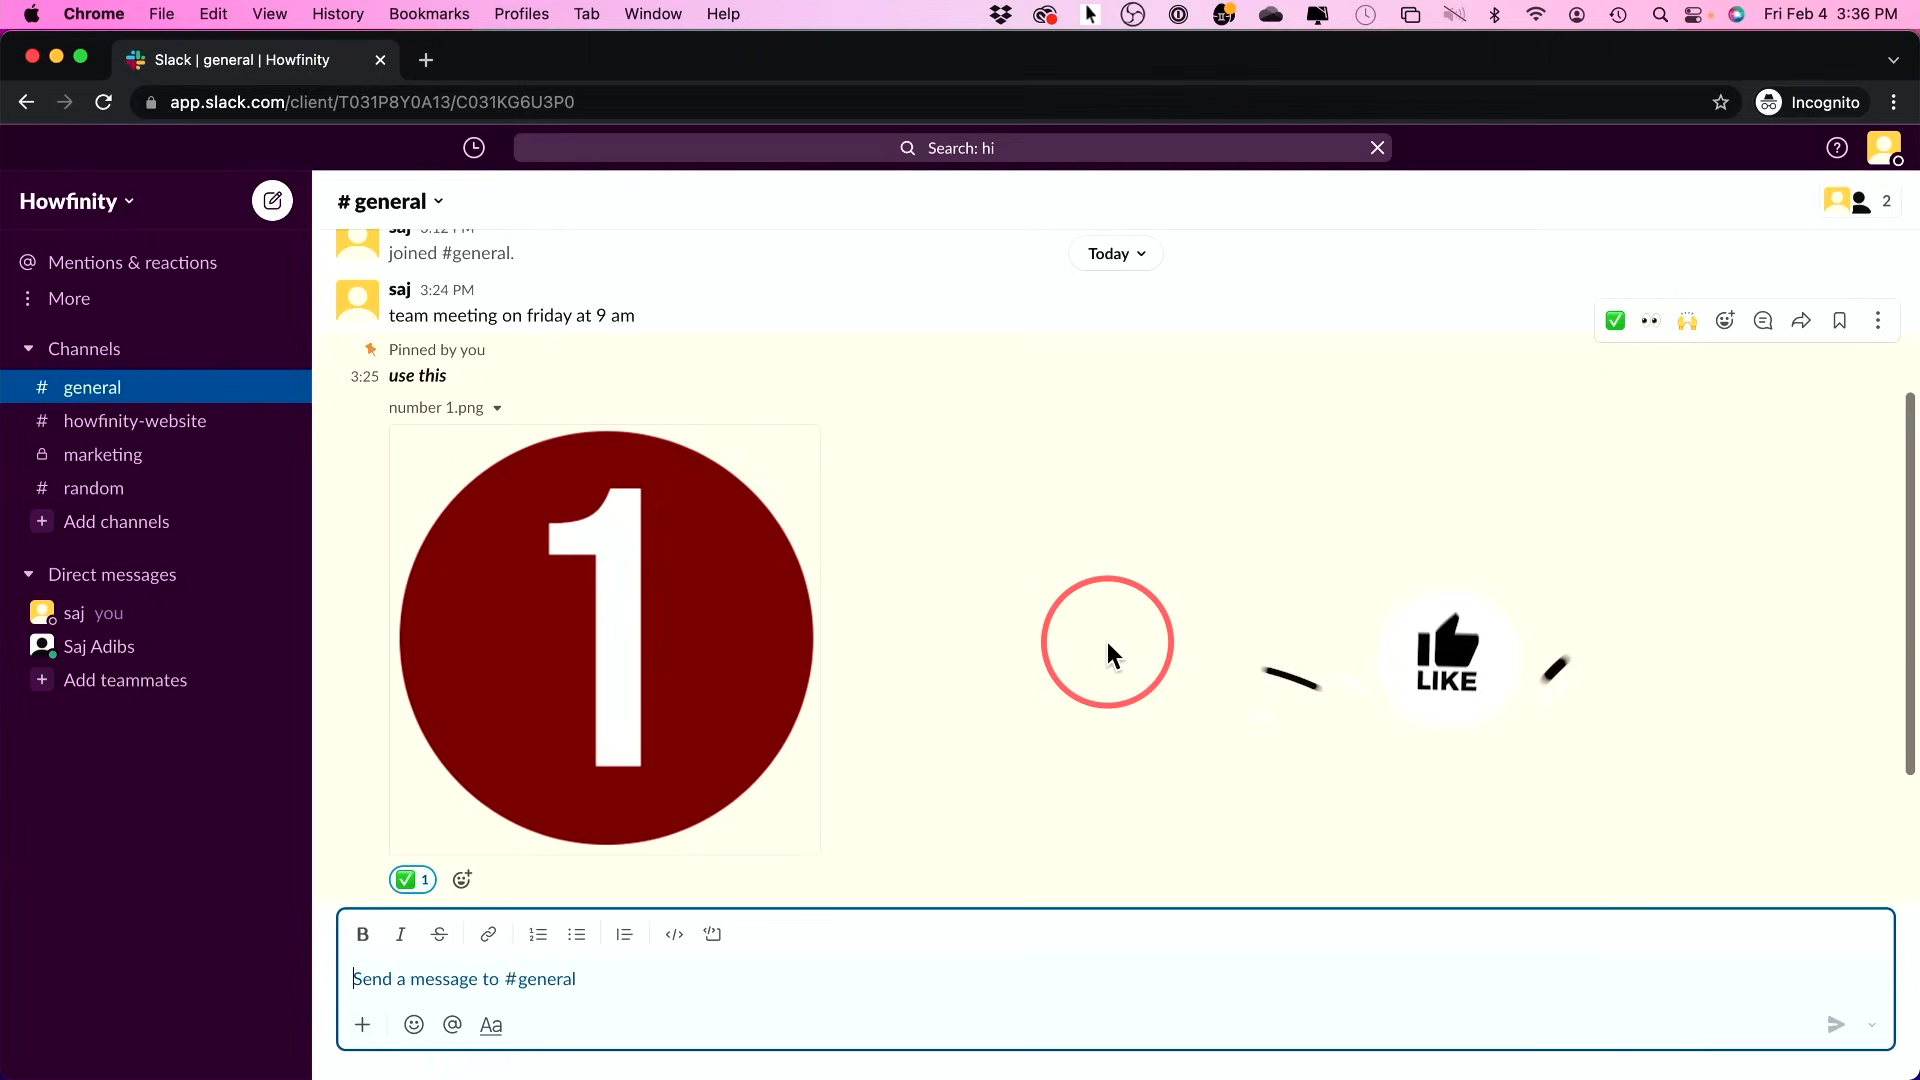 Chrome File Edit View History Bookmarks Profiles Tab Window Help Fri Feb 4 3:36 PM
Slack | general | Howfinity
app.slack.com/client/T031P8Y0A13/C031KG6U3P0 Incognito
Search: hi
Howfinity
# general
2
saj 3:12 PM
joined #general.
Today
Mentions & reactions
More
Channels
# general
# howfinity-website
marketing
# random
+ Add channels
Direct messages
saj you
Saj Adibs
+ Add teammates
saj 3:24 PM
team meeting on friday at 9 am
Pinned by you
3:25 use this
number 1.png
1
LIKE
1
B I S
Send a message to #general
+ @ Aa